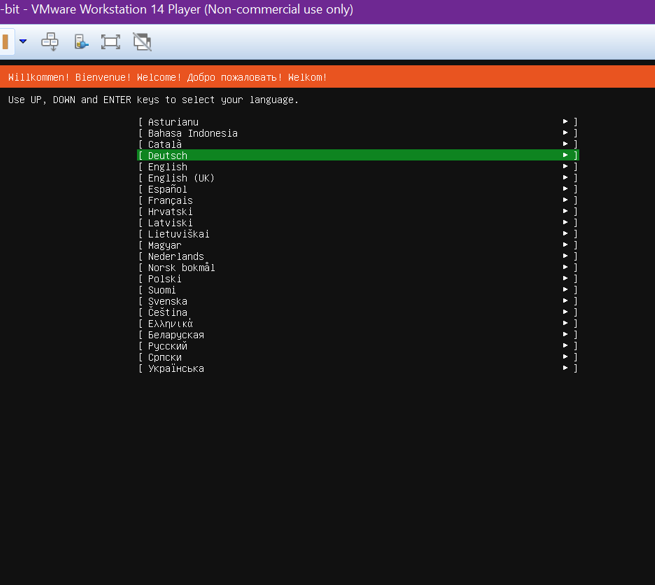 -bit - VMware Workstation 14 Player (Non-commercial use only)
Willkommen! Bienvenue! Welcome! Добро пожаловать! Welkom!
Use UP, DOWN and ENTER keys to select your language.
[ Asturianu ► ]
[ Bahasa Indonesia ► ]
[ Català ► ]
[ Deutsch ► ]
[ English ► ]
[ English (UK) ► ]
[ Español ► ]
[ Français ► ]
[ Hrvatski ► ]
[ Latviski ► ]
[ Lietuviškai ► ]
[ Magyar ► ]
[ Nederlands ► ]
[ Norsk bokmål ► ]
[ Polski ► ]
[ Suomi ► ]
[ Svenska ► ]
[ Čeština ► ]
[ Ελληνικά ► ]
[ Беларуская ► ]
[ Русский ► ]
[ Српски ► ]
[ Українська ► ]